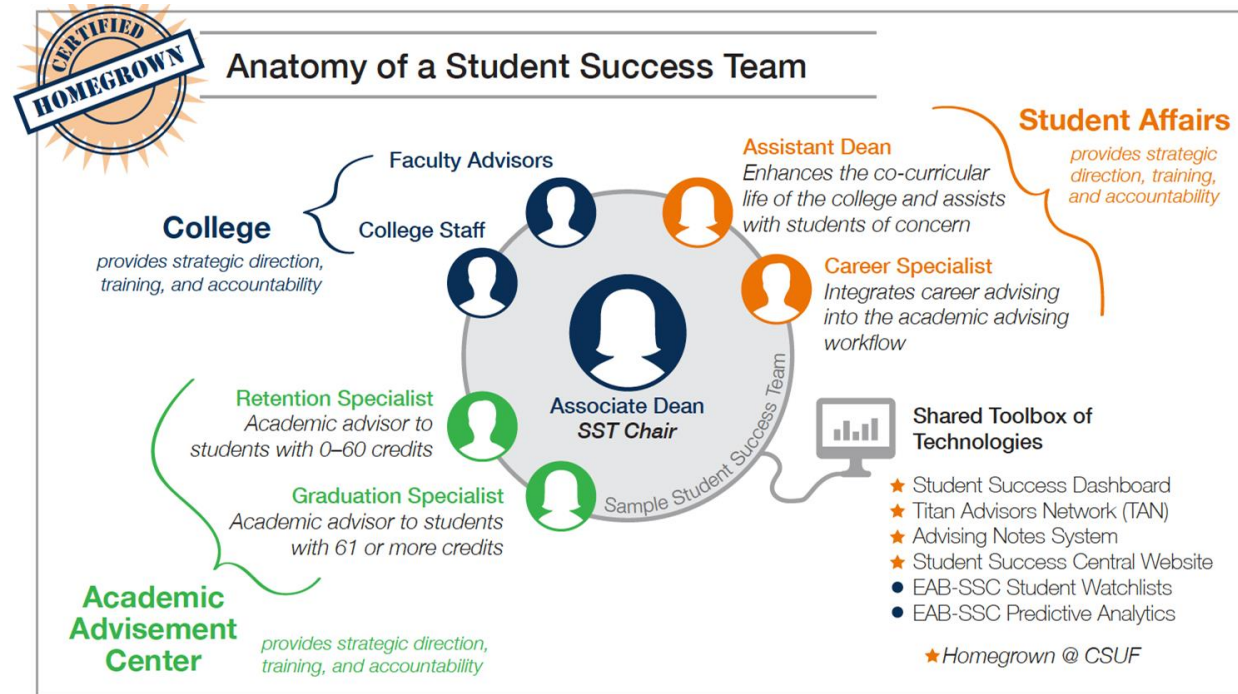 CERTIFIED
HOMEGROWN
Anatomy of a Student Success Team
College
provides strategic direction,
training, and accountability
Faculty Advisors
College Staff
Assistant Dean
Enhances the co-curricular
life of the college and assists
with students of concern
Career Specialist
Integrates career advising
into the academic advising
workflow
Student Affairs
provides strategic
direction, training,
and accountability
Associate Dean
SST Chair
Sample Student Success Team
Retention Specialist
Academic advisor to
students with 0–60 credits
Graduation Specialist
Academic advisor to students
with 61 or more credits
Academic
Advisement
Center
provides strategic direction,
training, and accountability
Shared Toolbox of
Technologies
★ Student Success Dashboard
★ Titan Advisors Network (TAN)
★ Advising Notes System
★ Student Success Central Website
● EAB-SSC Student Watchlists
● EAB-SSC Predictive Analytics
★ Homegrown @ CSUF